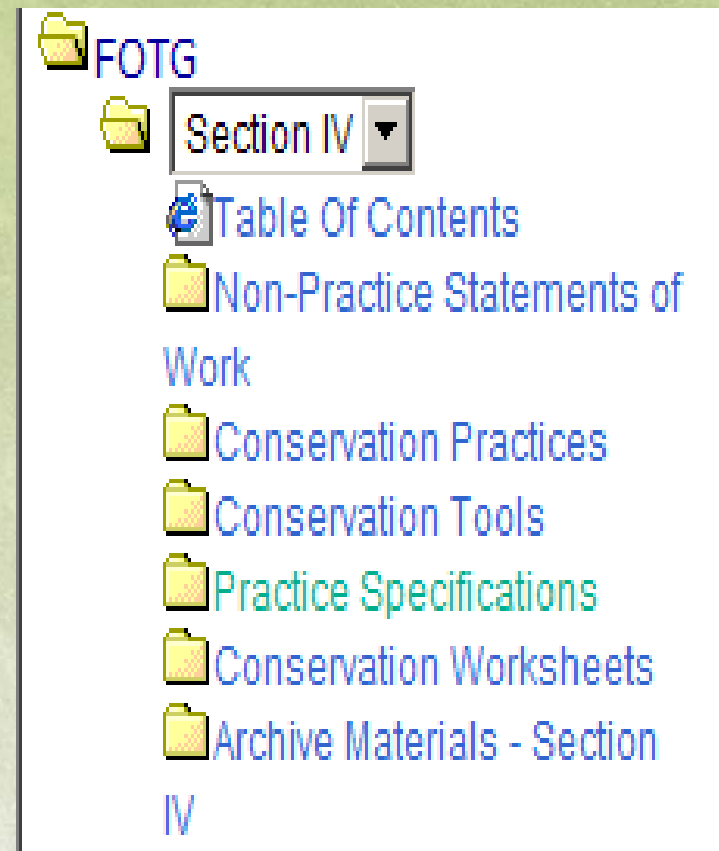 FOTG
Section IV
Table Of Contents
Non-Practice Statements of
Work
Conservation Practices
Conservation Tools
Practice Specifications
Conservation Worksheets
Archive Materials - Section
IV